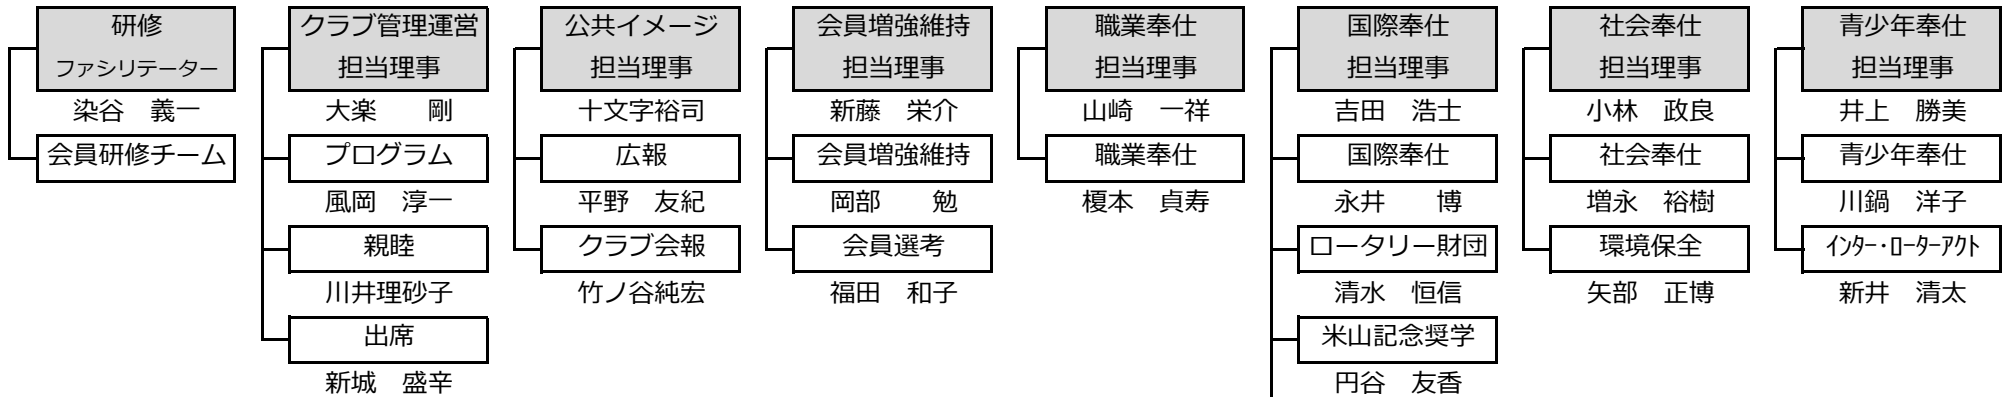 研修
ファシリテーター
染谷　義一
会員研修チーム
クラブ管理運営
担当理事
大楽　　剛
プログラム
風岡　淳一
親睦
川井理砂子
出席
新城　盛辛
公共イメージ
担当理事
十文字裕司
広報
平野　友紀
クラブ会報
竹ノ谷純宏
会員増強維持
担当理事
新藤　栄介
会員増強維持
岡部　　勉
会員選考
福田　和子
職業奉仕
担当理事
山崎　一祥
職業奉仕
榎本　貞寿
国際奉仕
担当理事
吉田　浩士
国際奉仕
永井　　博
ロータリー財団
清水　恒信
米山記念奨学
円谷　友香
社会奉仕
担当理事
小林　政良
社会奉仕
増永　裕樹
環境保全
矢部　正博
青少年奉仕
担当理事
井上　勝美
青少年奉仕
川鍋　洋子
ｲﾝﾀｰ･ﾛｰﾀｰｱｸﾄ
新井　清太